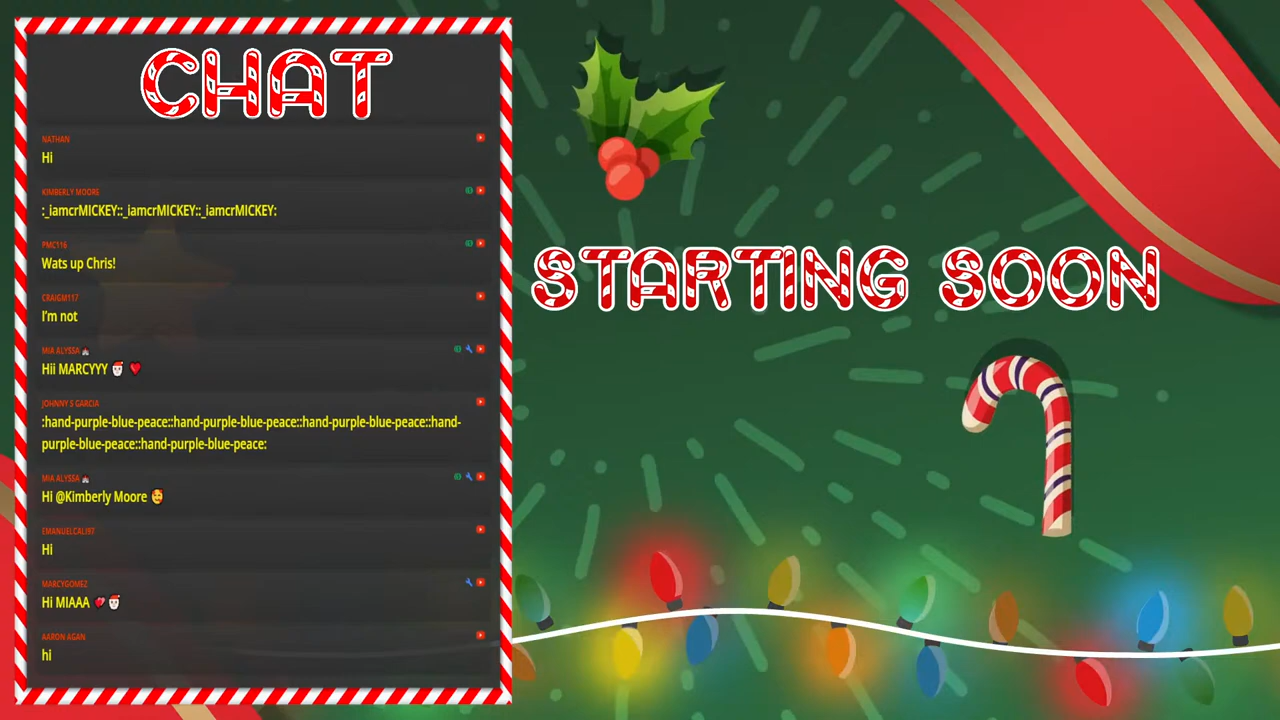 CHAT
NATHAN
Hi
KIMBERLY MOORE
:_iamcrMICKEY::_iamcrMICKEY::_iamcrMICKEY:
PMC116
Wats up Chris!
CRAIGM117
I'm not
MIA ALYSSA 🏰
Hii MARCYYY 🎅🏻 ❤️
JOHNNY S GARCIA
:hand-purple-blue-peace::hand-purple-blue-peace::hand-purple-blue-peace::hand-
purple-blue-peace::hand-purple-blue-peace:
MIA ALYSSA 🏰
Hi @Kimberly Moore 🥰
EMANUELCALI97
Hi
MARCYGOMEZ
Hi MIAAA 💕🎅🏻
AARON AGAN
hi
STARTING SOON